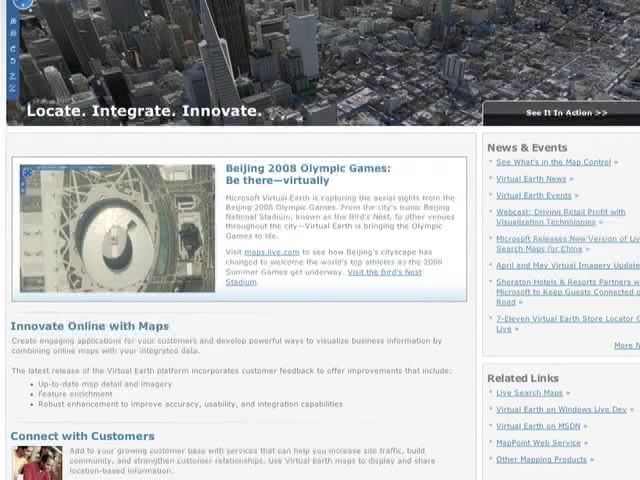 Locate. Integrate. Innovate.
See It In Action >>
Beijing 2008 Olympic Games:
Be there—virtually
Microsoft Virtual Earth is capturing the aerial sights from the
Beijing 2008 Olympic Games. From the city's iconic Beijing
National Stadium, known as the Bird's Nest, to other venues
throughout the city—Virtual Earth is bringing the Olympic
Games to life.
Visit maps.live.com to see how Beijing's cityscape has
changed to welcome the world's top athletes as the 2008
Summer Games get underway. Visit the Bird's Nest
Stadium.
Innovate Online with Maps
Create engaging applications for your customers and develop powerful ways to visualize business information by
combining online maps with your integrated data.
The latest release of the Virtual Earth platform incorporates customer feedback to offer improvements that include:
• Up-to-date map detail and imagery
• Feature enrichment
• Robust enhancement to improve accuracy, usability, and integration capabilities
Connect with Customers
Add to your growing customer base with services that can help you increase site traffic, build
community, and strengthen customer relationships. Use Virtual Earth maps to display and share
location-based information.
News & Events
See What's in the Map Control »
Virtual Earth News »
Virtual Earth Events »
Webcast: Driving Retail Profit with
Visualization Technologies »
Microsoft Releases New Version of Live
Search Maps for China »
April and May Virtual Imagery Update
Sheraton Hotels & Resorts Partners w
Microsoft to Keep Guests Connected o
Road »
7-Eleven Virtual Earth Store Locator G
Live »
More N
Related Links
Live Search Maps »
Virtual Earth on Windows Live Dev »
Virtual Earth on MSDN »
MapPoint Web Service »
Other Mapping Products »